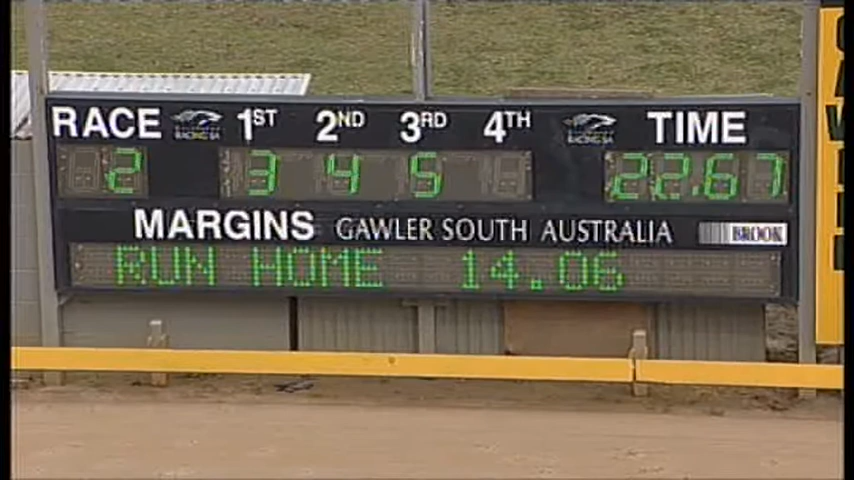 RACE 1ST 2ND 3RD 4TH TIME
2 3 4 5 22.67
MARGINS GAWLER SOUTH AUSTRALIA BROOK
RUN HOME 14.06